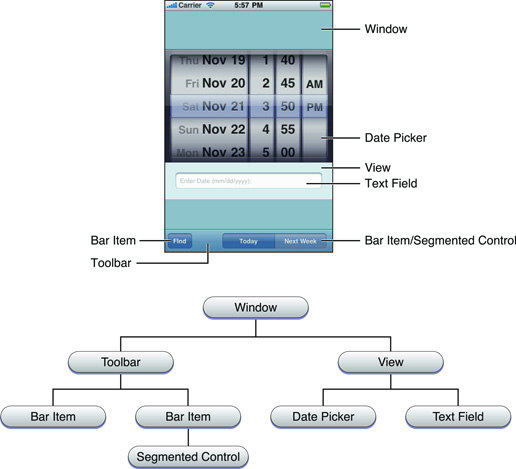 Carrier 5:57 PM
Window
Thu Nov 19 1 40
Fri Nov 20 2 45 AM
Sat Nov 21 3 50 PM
Sun Nov 22 4 55
Mon Nov 23 5 00
Date Picker
View
Enter Date (mm/dd/yyyy):
Text Field
Bar Item
Find
Today
Next Week
Bar Item/Segmented Control
Toolbar
Window
Toolbar
View
Bar Item
Bar Item
Date Picker
Text Field
Segmented Control